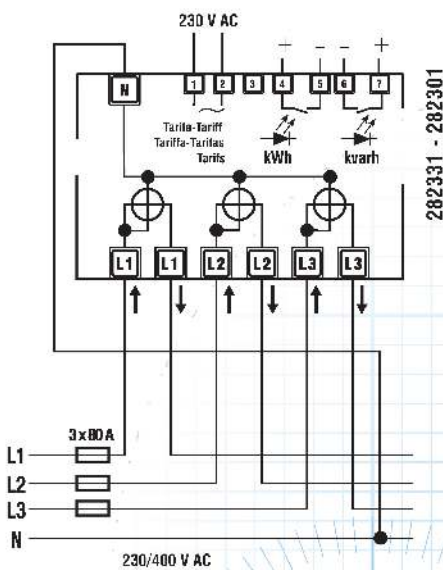 230 V AC
+ - - +
N 1 2 3 4 5 6 7
Tarife-Tariff
Tariffa-Tarifas
Tarifs
kWh kvarh
282331 - 282301
L1 L1 L2 L2 L3 L3
3x80A
L1
L2
L3
N
230/400 V AC